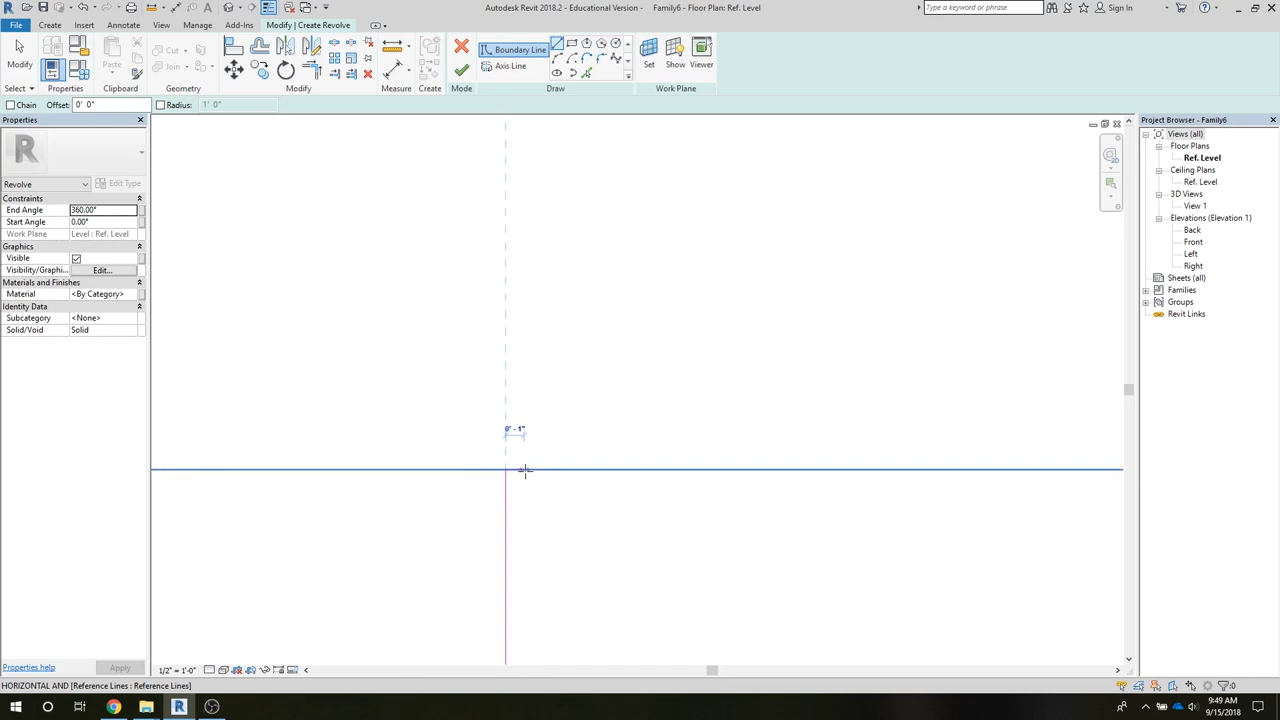 Autodesk Revit 2018.2 - Educational Version - Family6 - Floor Plan: Ref. Level
Type a keyword or phrase
Sign In
File Create Insert Annotate View Manage Add-Ins Modify | Create Revolve
Modify
Paste
Cut
Join
Boundary Line
Axis Line
Set Show Viewer
Select Properties Clipboard Geometry Modify Measure Create Mode Draw Work Plane
Chain Offset: 0' 0" Radius: 1' 0"
Properties
R
Revolve
Edit Type
Constraints
End Angle 360.00°
Start Angle 0.00°
Work Plane Level : Ref. Level
Graphics
Visible
Visibility/Graphi... Edit...
Materials and Finishes
Material <By Category>
Identity Data
Subcategory <None>
Solid/Void Solid
Properties help
Apply
0' - 1"
2D
Project Browser - Family6
Views (all)
Floor Plans
Ref. Level
Ceiling Plans
Ref. Level
3D Views
View 1
Elevations (Elevation 1)
Back
Front
Left
Right
Sheets (all)
Families
Groups
Revit Links
1/2" = 1'-0"
HORIZONTAL AND [Reference Lines : Reference Lines]
:0
9:49 AM
9/15/2018